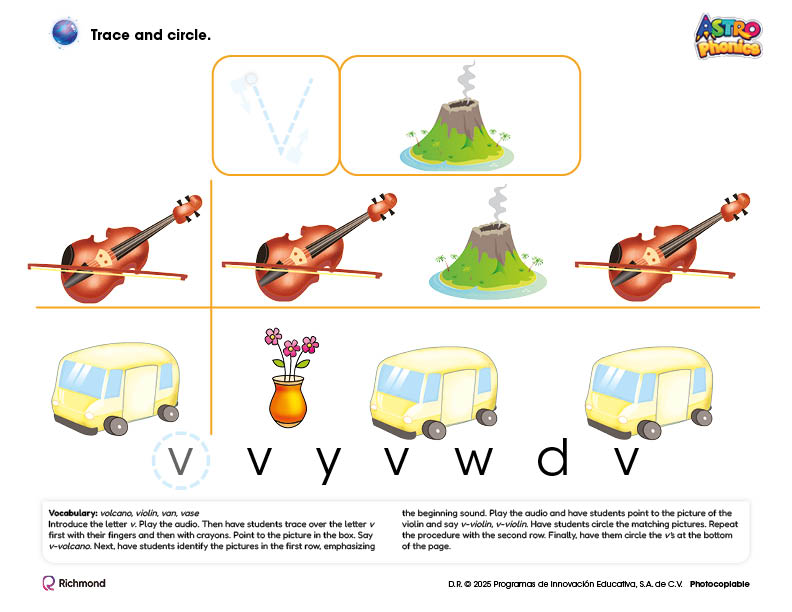 Trace and circle.
ASTRO
Phonics
v
v v y v w d v
Vocabulary: volcano, violin, van, vase
Introduce the letter v. Play the audio. Then have students trace over the letter v
first with their fingers and then with crayons. Point to the picture in the box. Say
v-volcano. Next, have students identify the pictures in the first row, emphasizing
the beginning sound. Play the audio and have students point to the picture of the
violin and say v-violin, v-violin. Have students circle the matching pictures. Repeat
the procedure with the second row. Finally, have them circle the v's at the bottom
of the page.
Richmond
D.R. © 2025 Programas de Innovación Educativa, S.A. de C.V. Photocopiable